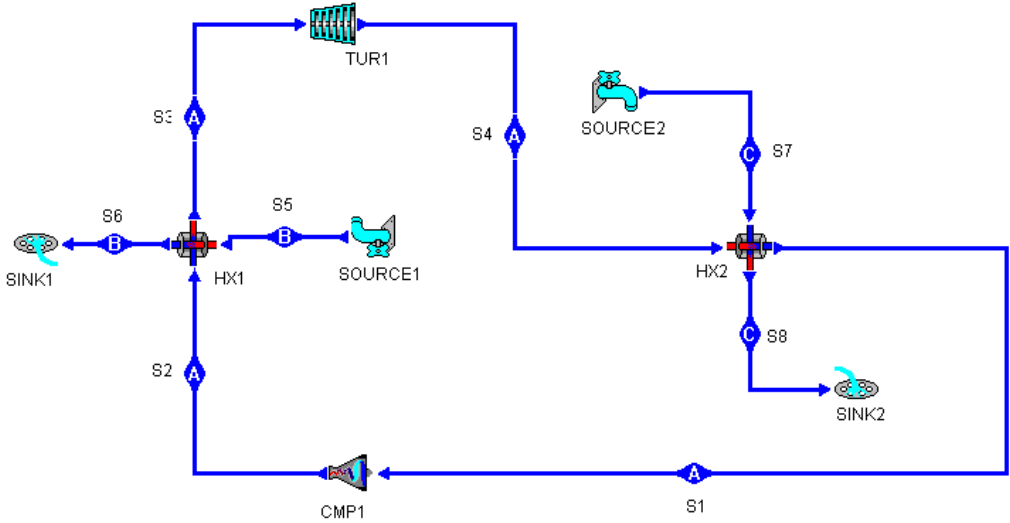 TUR1
S3
A
S4
A
SOURCE2
C
S7
S6
B
SINK1
HX1
S5
B
SOURCE1
HX2
C
S8
SINK2
S2
A
CMP1
A
S1